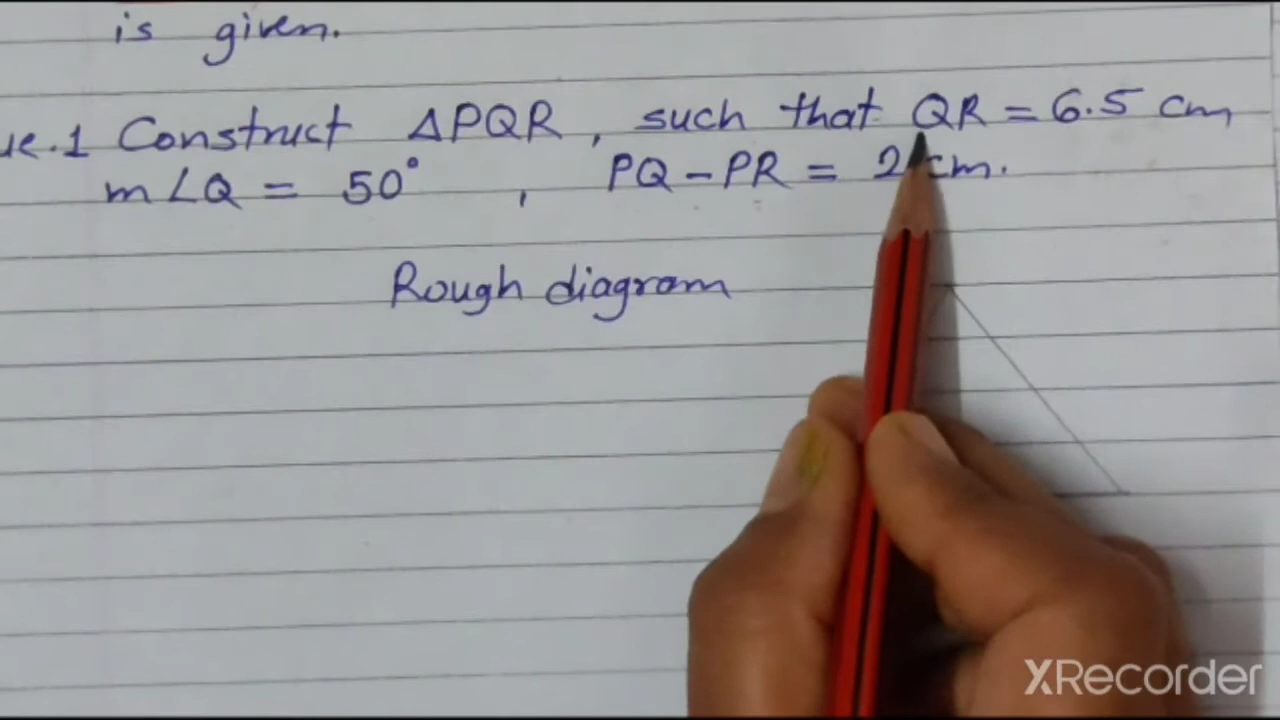 is given.
1 Construct ΔPQR, such that QR = 6.5 cm
m∠Q = 50° , PQ - PR = 2 cm.
Rough diagram
XRecorder